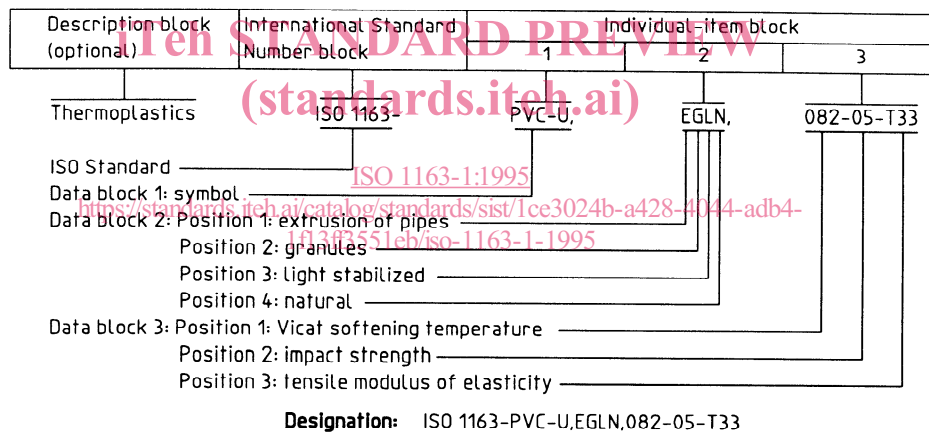 Description block International Standard Individual-item block
(optional) Number block 1 2 3
iTeh STANDARD PREVIEW
(standards.iteh.ai)
Thermoplastics ISO 1163- PVC-U, EGLN, 082-05-T33
ISO Standard
ISO 1163-1:1995
Data block 1: symbol
https://standards.iteh.ai/catalog/standards/sist/1ce3024b-a428-4044-adb4-
Data block 2: Position 1: extrusion of pipes
1f13ff3551eb/iso-1163-1-1995
Position 2: granules
Position 3: light stabilized
Position 4: natural
Data block 3: Position 1: Vicat softening temperature
Position 2: impact strength
Position 3: tensile modulus of elasticity
Designation: ISO 1163-PVC-U,EGLN,082-05-T33